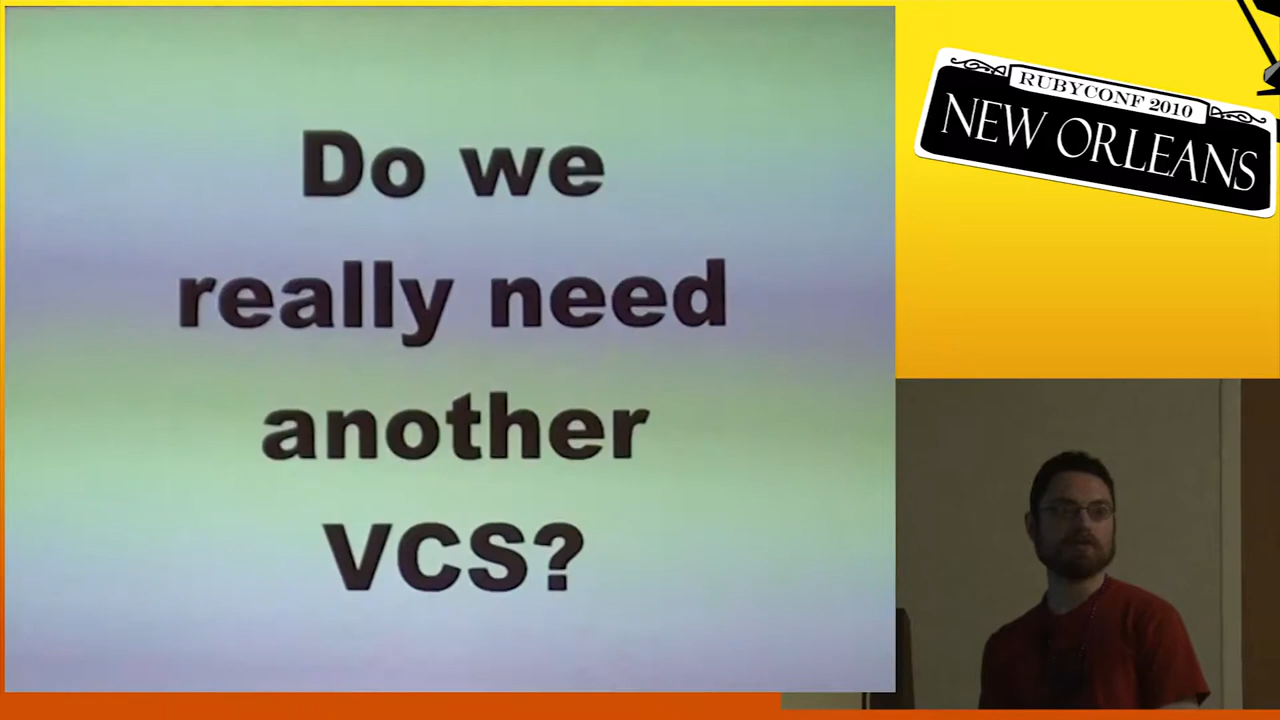 Do we
really need
another
VCS?
RUBYCONF 2010
NEW ORLEANS